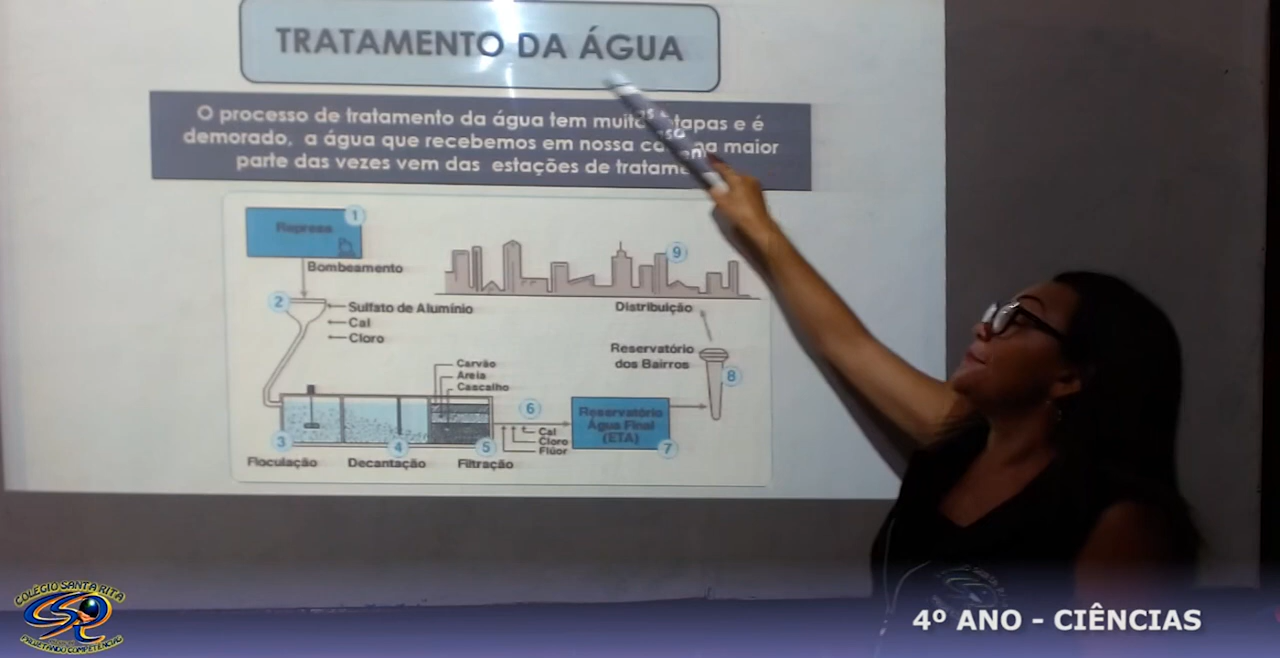 TRATAMENTO DA ÁGUA
O processo de tratamento da água tem muitas etapas e é
demorado, a água que recebemos em nossa casa na maior
parte das vezes vem das estações de
1
Represa
Bombeamento
2
Sulfato de Alumínio
Cal
Cloro
9
Distribuição
Reservatório
dos Bairros
8
Carvão
Areia
Cascalho
6
Cal
Cloro
Flúor
Reservatório
Água Final
(ETA)
7
3
4
5
Floculação
Decantação
Filtração
COLÉGIO SANTA RITA
PROJETANDO COMPETÊNCIAS
4º ANO - CIÊNCIAS